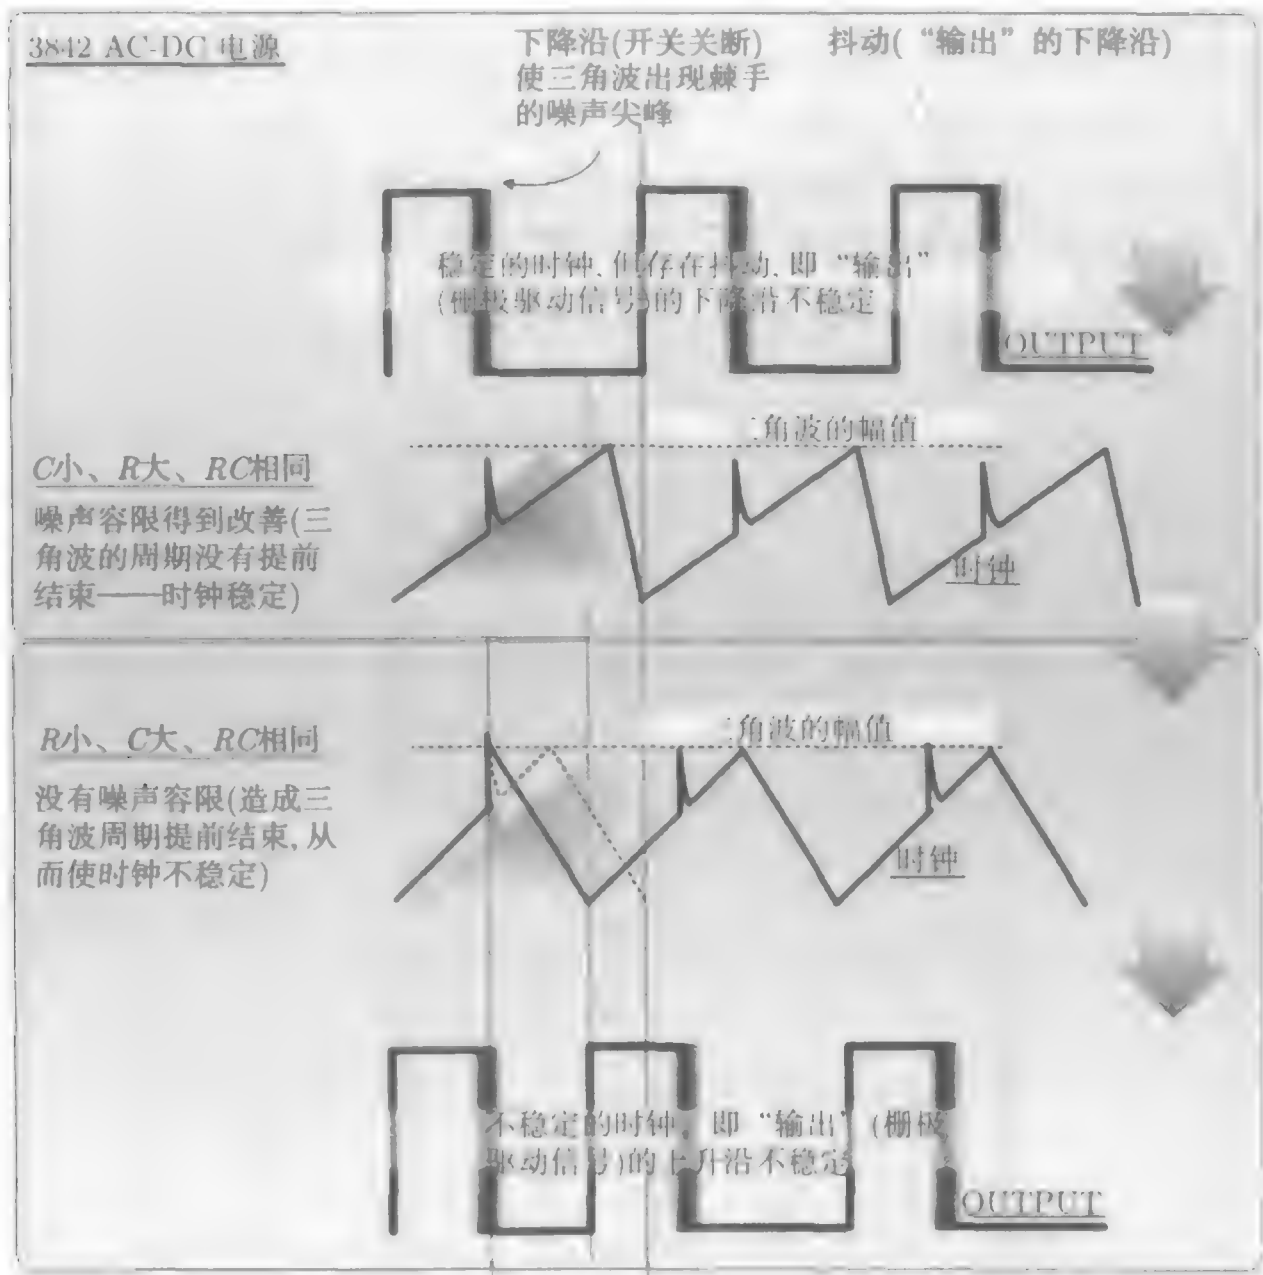 3842 AC-DC 电源
下降沿(开关关断)
使三角波出现棘手
的噪声尖峰
抖动(“输出”的下降沿)
稳定的时钟,但存在抖动,即“输出”
(栅极驱动信号)的下降沿不稳定
OUTPUT
三角波的幅值
C小、R大、RC相同
噪声容限得到改善(三
角波的周期没有提前
结束——时钟稳定)
时钟
三角波的幅值
R小、C大、RC相同
没有噪声容限(造成三
角波周期提前结束,从
而使时钟不稳定)
时钟
不稳定的时钟,即“输出”(栅极
驱动信号)的上升沿不稳定
OUTPUT